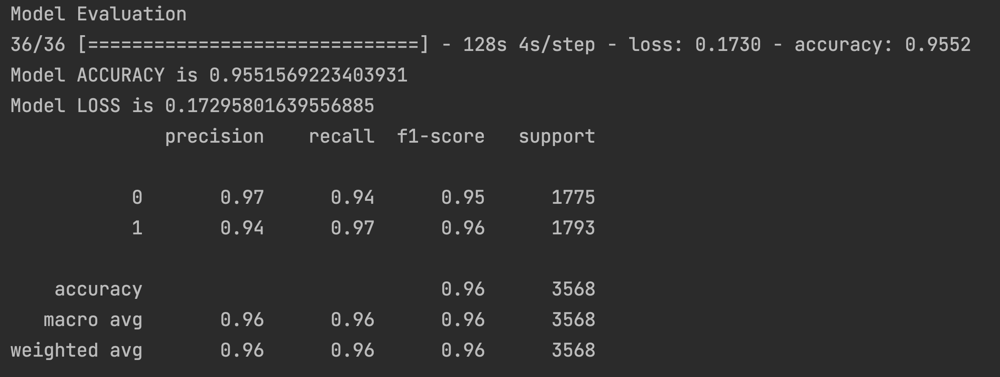 Model Evaluation
36/36 [==============================] - 128s 4s/step - loss: 0.1730 - accuracy: 0.9552
Model ACCURACY is 0.9551569223403931
Model LOSS is 0.17295801639556885
              precision    recall  f1-score   support

           0       0.97      0.94      0.95      1775
           1       0.94      0.97      0.96      1793

    accuracy                           0.96      3568
   macro avg       0.96      0.96      0.96      3568
weighted avg       0.96      0.96      0.96      3568